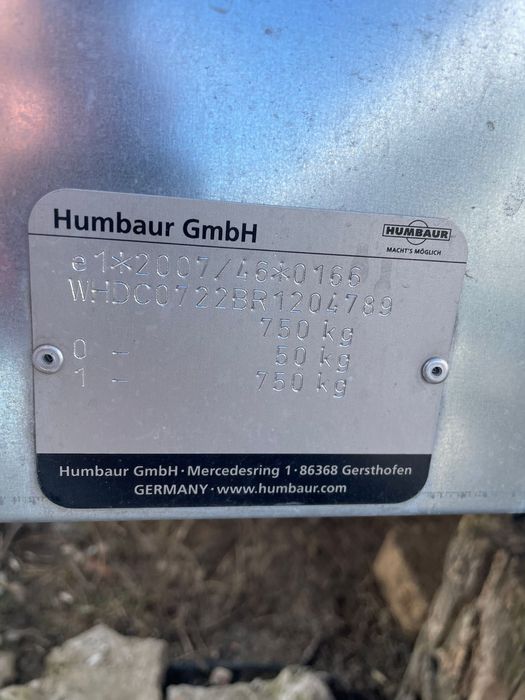 Humbaur GmbH
HUMBAUR
MACHT'S MÖGLICH
e1*2007/46*0166
WHDC0722BR1204789
750 kg
0 - 50 kg
1 - 750 kg
Humbaur GmbH · Mercedesring 1 · 86368 Gersthofen
GERMANY · www.humbaur.com